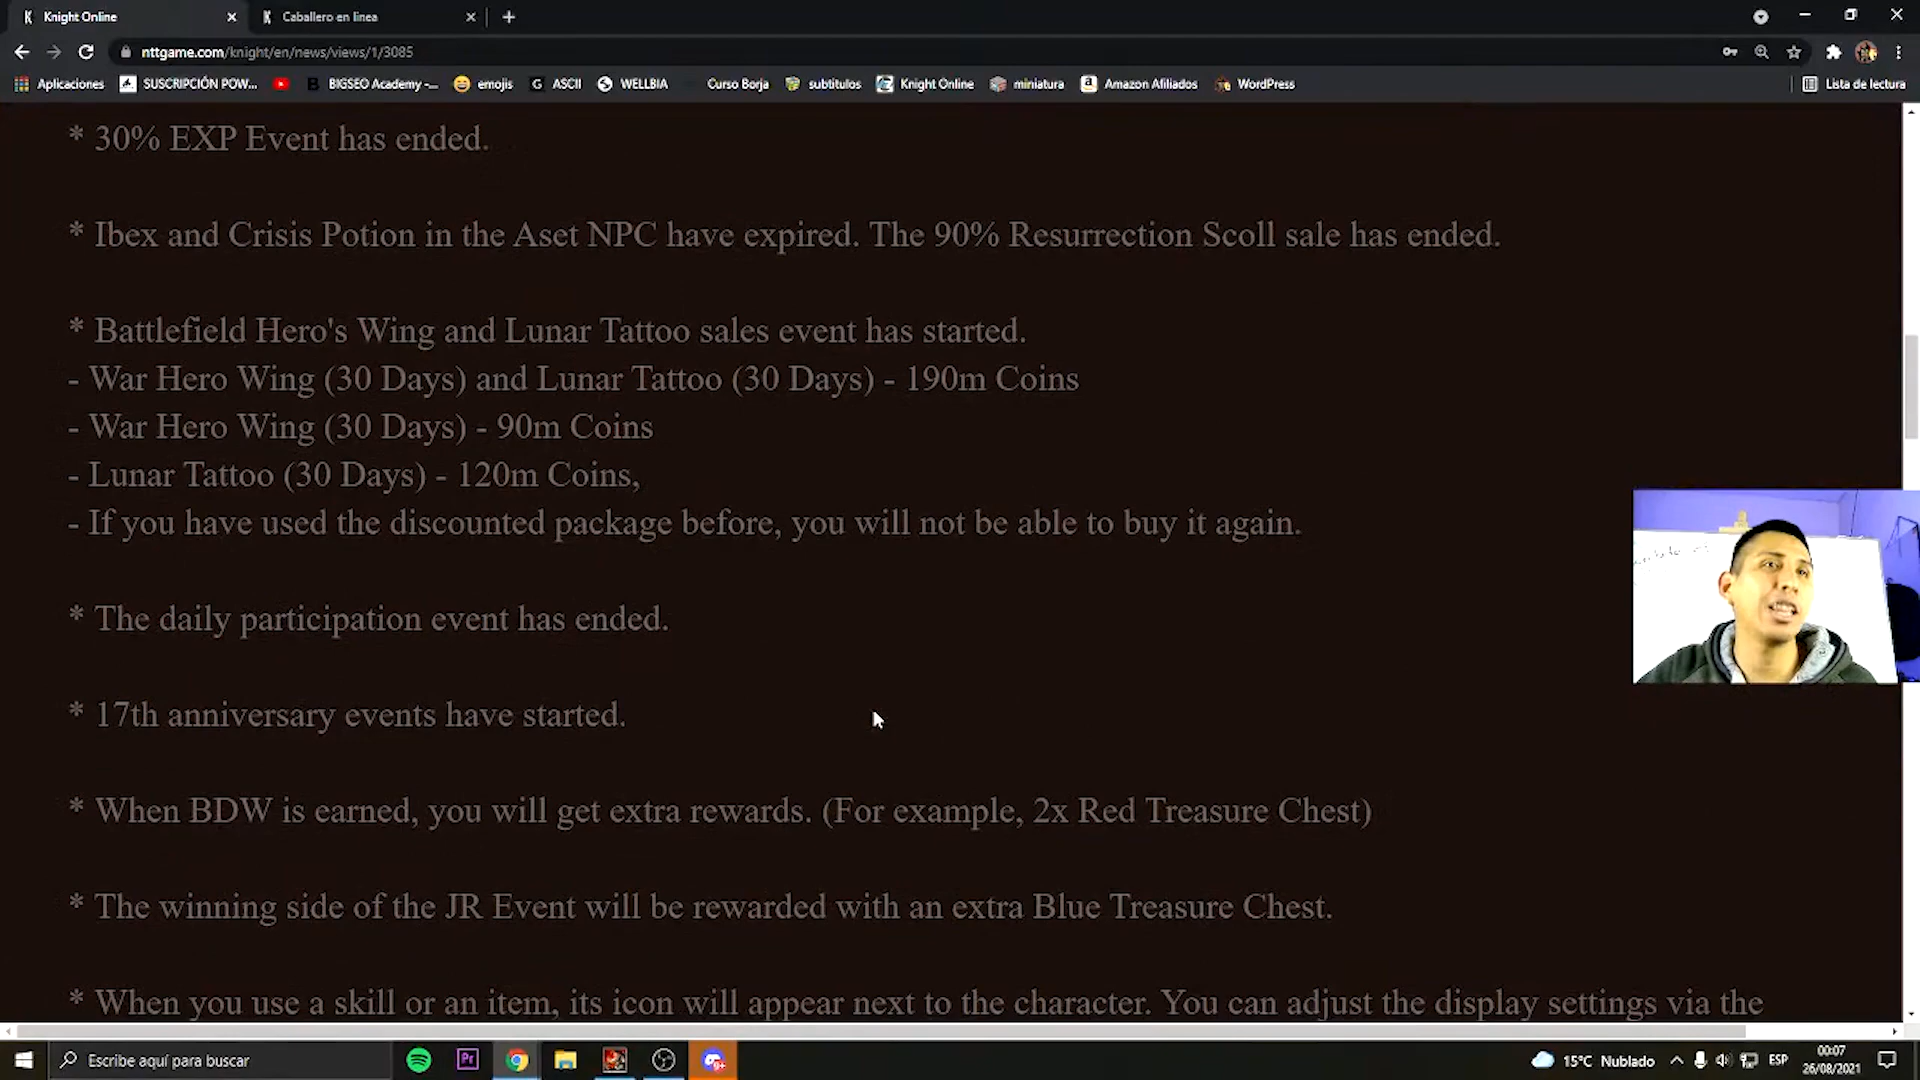 Knight Online
Caballero en linea
nttgame.com/knight/en/news/views/1/3085
Aplicaciones
SUSCRIPCIÓN POW...
BIGSEO Academy –...
emojis
ASCII
WELLBIA
Curso Borja
subtitulos
Knight Online
miniatura
Amazon Afiliados
WordPress
Lista de lectura
* 30% EXP Event has ended.
* Ibex and Crisis Potion in the Aset NPC have expired. The 90% Resurrection Scoll sale has ended.
* Battlefield Hero's Wing and Lunar Tattoo sales event has started.
- War Hero Wing (30 Days) and Lunar Tattoo (30 Days) - 190m Coins
- War Hero Wing (30 Days) - 90m Coins
- Lunar Tattoo (30 Days) - 120m Coins,
- If you have used the discounted package before, you will not be able to buy it again.
* The daily participation event has ended.
* 17th anniversary events have started.
* When BDW is earned, you will get extra rewards. (For example, 2x Red Treasure Chest)
* The winning side of the JR Event will be rewarded with an extra Blue Treasure Chest.
* When you use a skill or an item, its icon will appear next to the character. You can adjust the display settings via the
Escribe aquí para buscar
15°C Nublado
ESP
00:07
26/08/2021